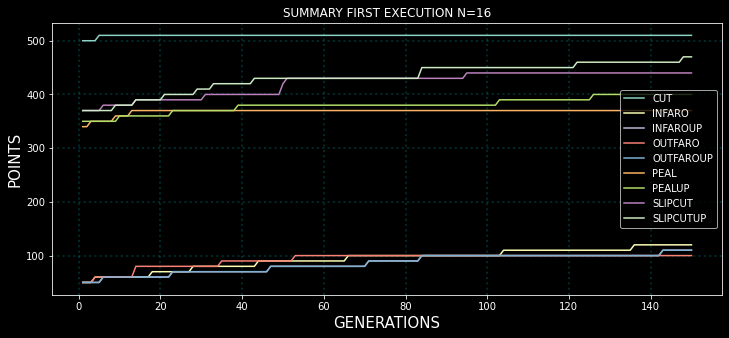 SUMMARY FIRST EXECUTION N=16
POINTS
500
400
300
200
100
CUT
INFARO
INFAROUP
OUTFARO
OUTFAROUP
PEAL
PEALUP
SLIPCUT
SLIPCUTUP
0 20 40 60 80 100 120 140
GENERATIONS